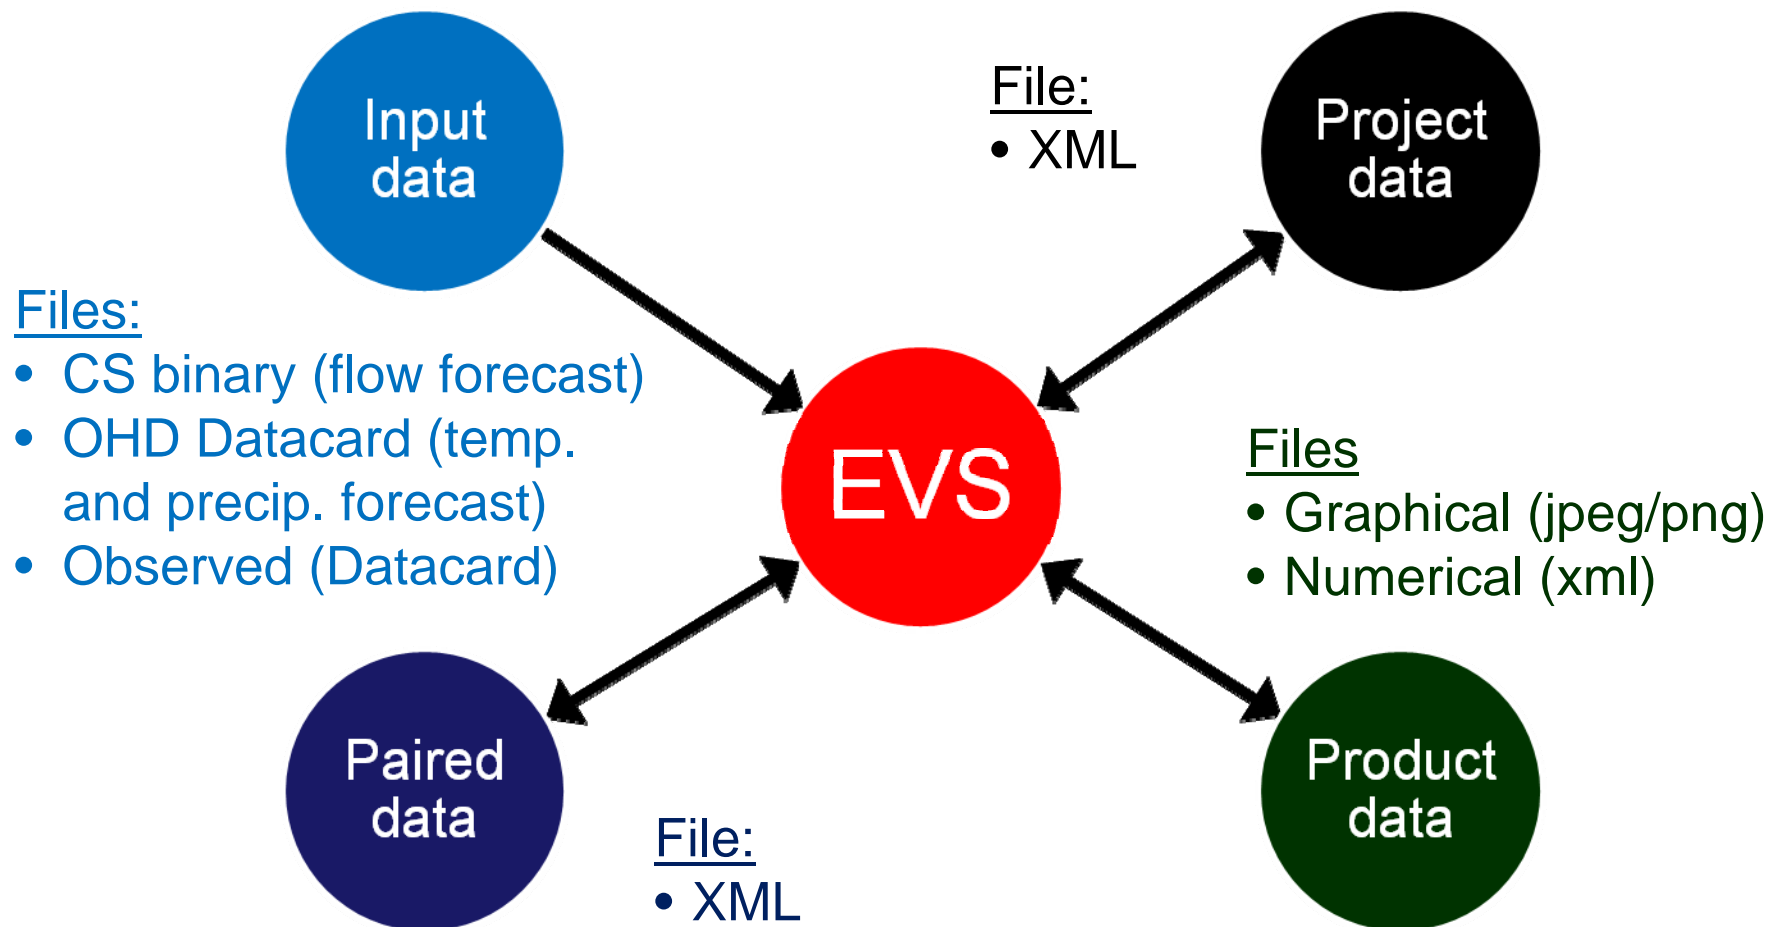 Input
data
File:
• XML
Project
data
Files:
• CS binary (flow forecast)
• OHD Datacard (temp.
and precip. forecast)
• Observed (Datacard)
EVS
Files
• Graphical (jpeg/png)
• Numerical (xml)
Paired
data
File:
• XML
Product
data